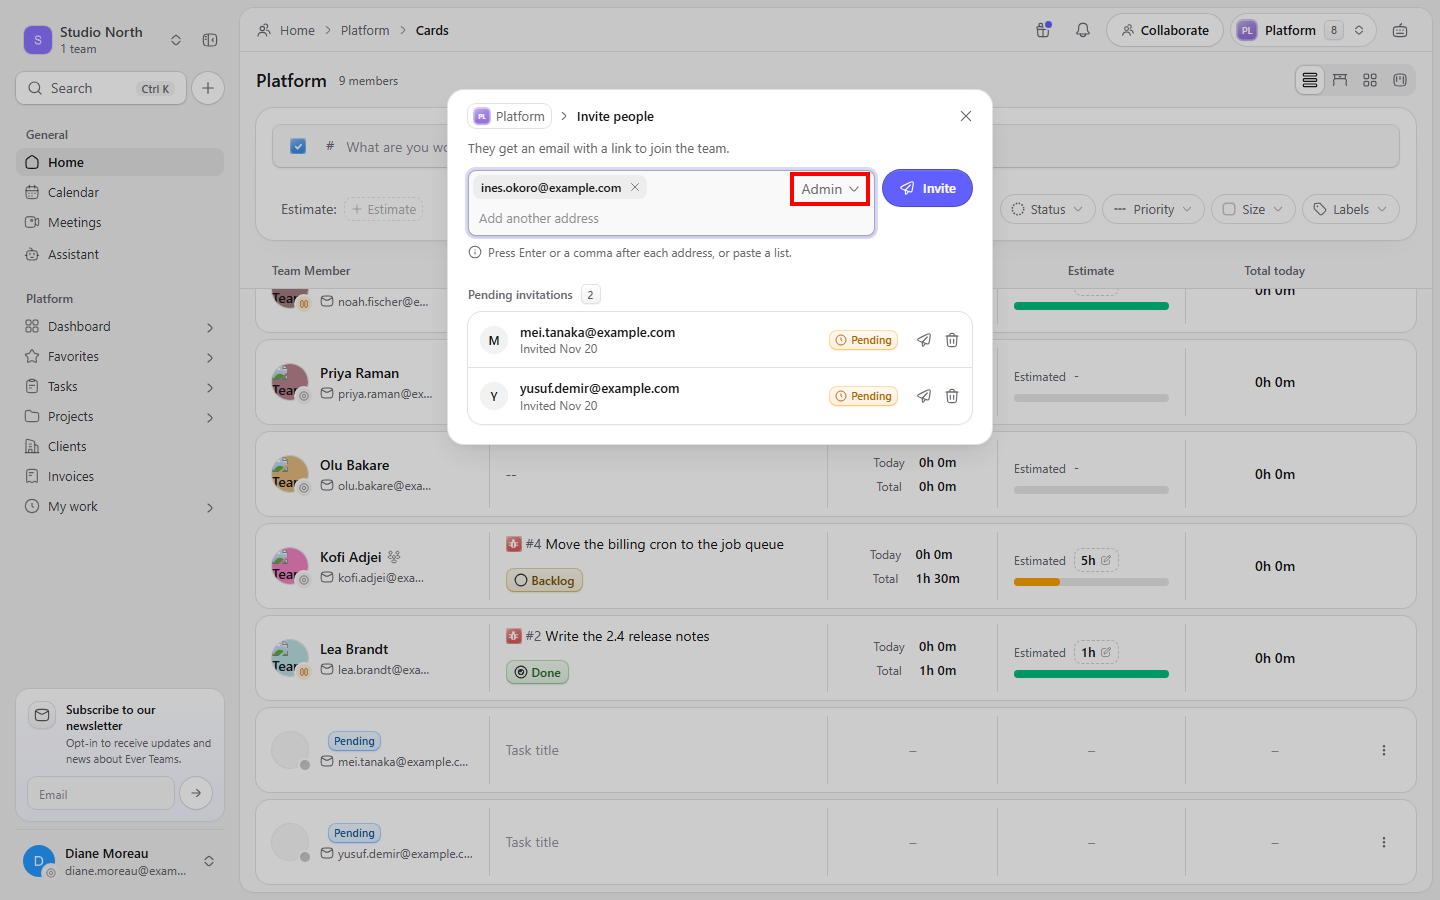 S
Studio North
1 team
Search
Ctrl K
General
Home
Calendar
Meetings
Assistant
Platform
Dashboard
Favorites
Tasks
Projects
Clients
Invoices
My work
Subscribe to our
newsletter
Opt-in to receive updates and
news about Ever Teams.
Email
D
Diane Moreau
diane.moreau@exam...
Home
Platform
Cards
Collaborate
PL
Platform
8
Platform
9 members
# What are you wo
Estimate:
+ Estimate
Status
Priority
Size
Labels
Team Member
Estimate
Total today
PL
Platform
Invite people
They get an email with a link to join the team.
ines.okoro@example.com
Admin
Invite
Add another address
Press Enter or a comma after each address, or paste a list.
Pending invitations
2
M
mei.tanaka@example.com
Invited Nov 20
Pending
Y
yusuf.demir@example.com
Invited Nov 20
Pending
Tear
noah.fischer@e...
0h 0m
Tear
Priya Raman
priya.raman@ex...
Estimated -
0h 0m
Tear
Olu Bakare
olu.bakare@exa...
--
Today 0h 0m
Total 0h 0m
Estimated -
0h 0m
Tear
Kofi Adjei
kofi.adjei@exa...
#4 Move the billing cron to the job queue
Backlog
Today 0h 0m
Total 1h 30m
Estimated 5h
0h 0m
Tear
Lea Brandt
lea.brandt@exa...
#2 Write the 2.4 release notes
Done
Today 0h 0m
Total 1h 0m
Estimated 1h
0h 0m
Pending
mei.tanaka@example.c...
Task title
–
–
–
Pending
yusuf.demir@example.c...
Task title
–
–
–